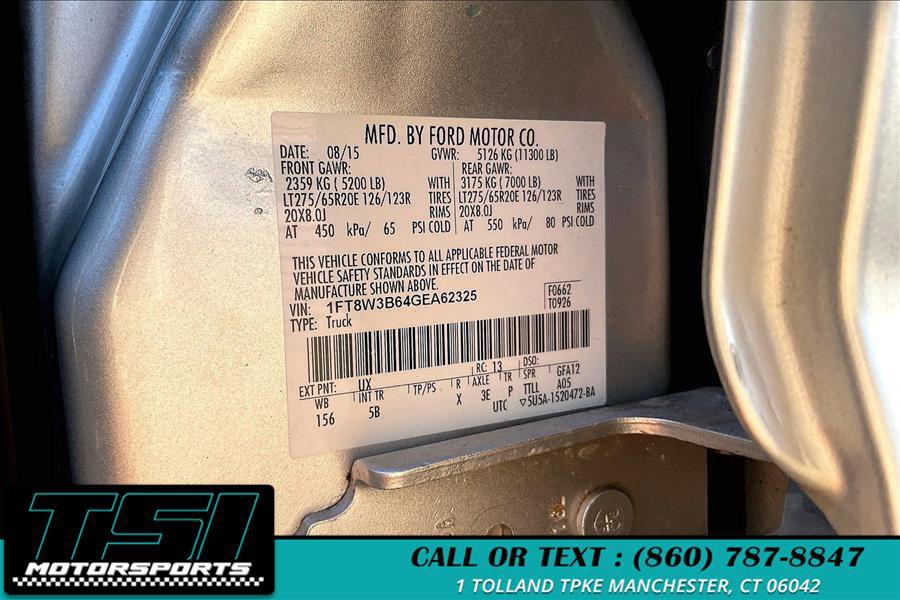 MFD. BY FORD MOTOR CO.
DATE: 08/15 GVWR: 5126 KG (11300 LB)
FRONT GAWR: REAR GAWR:
2359 KG ( 5200 LB) WITH 3175 KG ( 7000 LB) WITH
LT275/65R20E 126/123R TIRES LT275/65R20E 126/123R TIRES
20X8.0J RIMS 20X8.0J RIMS
AT 450 kPa/ 65 PSI COLD AT 550 kPa/ 80 PSI COLD
THIS VEHICLE CONFORMS TO ALL APPLICABLE FEDERAL MOTOR
VEHICLE SAFETY STANDARDS IN EFFECT ON THE DATE OF
MANUFACTURE SHOWN ABOVE.
VIN: 1FT8W3B64GEA62325 F0662
TYPE: Truck T0926
EXT PNT: UX RC: 13 DSO:
WB INT TR TP/PS R AXLE TR SPR GFA12
156 5B X 3E P TTLL A05
UTC ▽5U5A-1520472-BA
TSI
MOTORSPORTS
CALL OR TEXT : (860) 787-8847
1 TOLLAND TPKE MANCHESTER, CT 06042